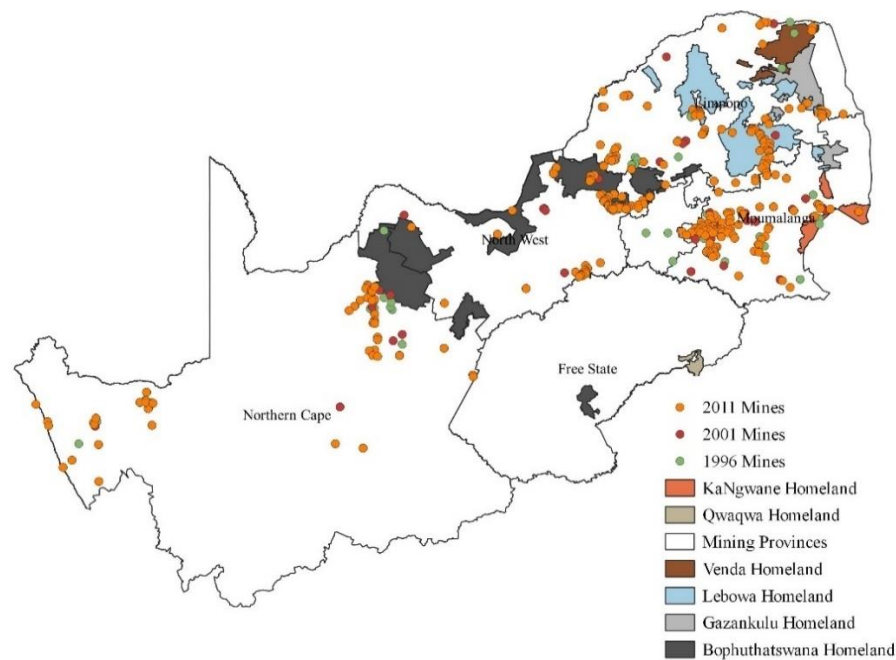 Limpopo
Mpumalanga
North West
Free State
Northern Cape
2011 Mines
2001 Mines
1996 Mines
KaNgwane Homeland
Qwaqwa Homeland
Mining Provinces
Venda Homeland
Lebowa Homeland
Gazankulu Homeland
Bophuthatswana Homeland